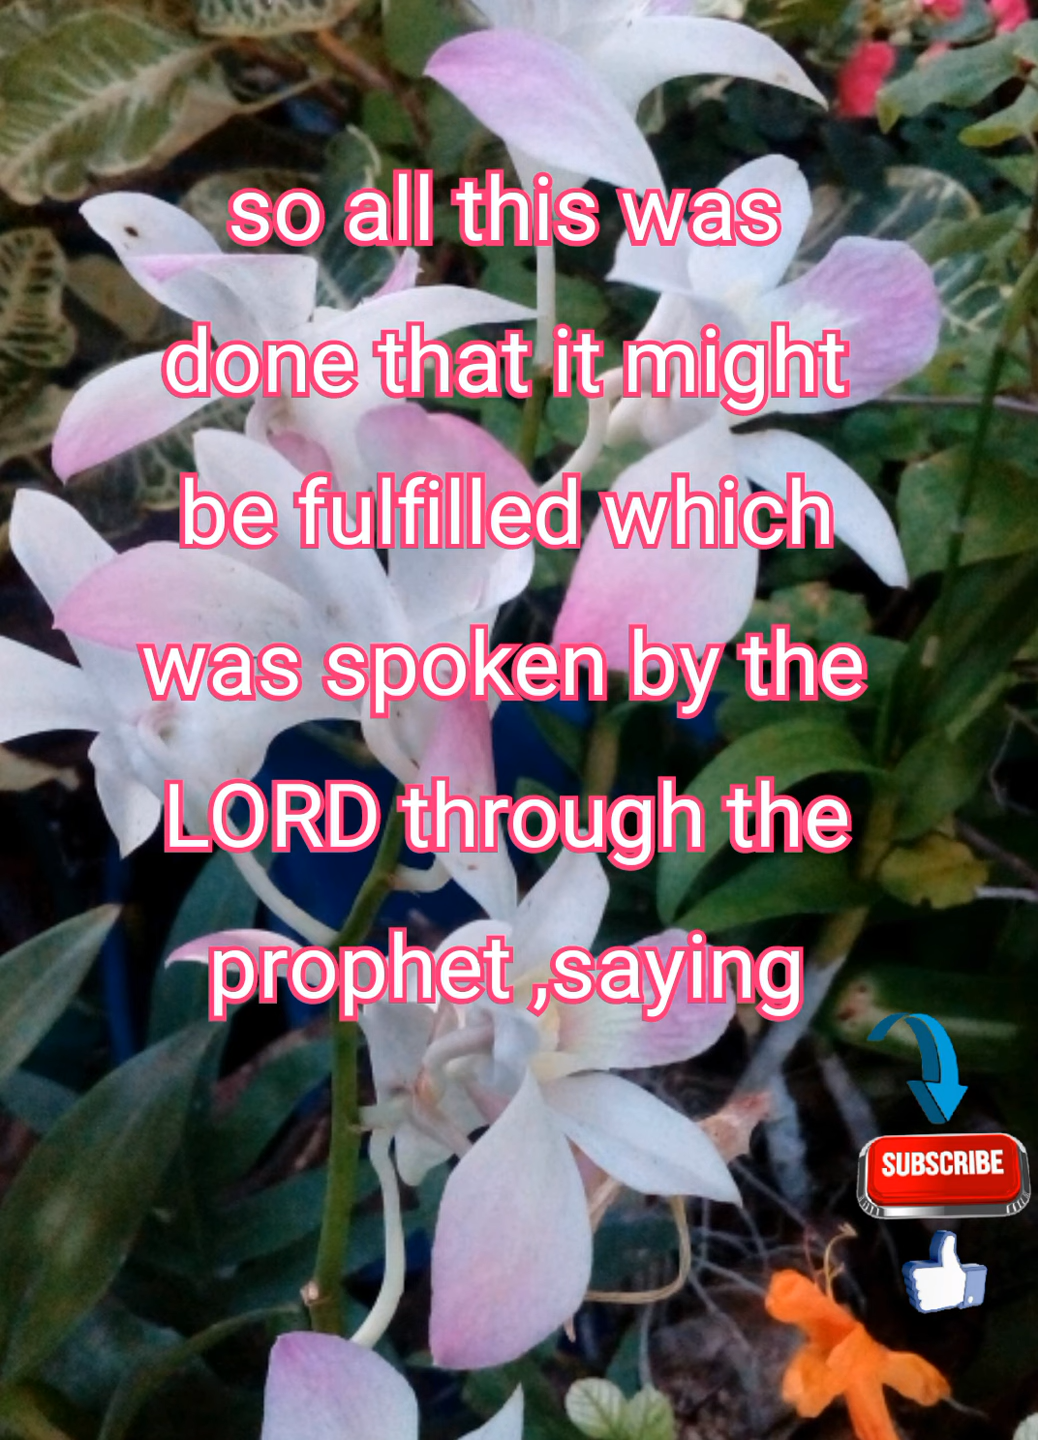 so all this was
done that it might
be fulfilled which
was spoken by the
LORD through the
prophet ,saying
SUBSCRIBE